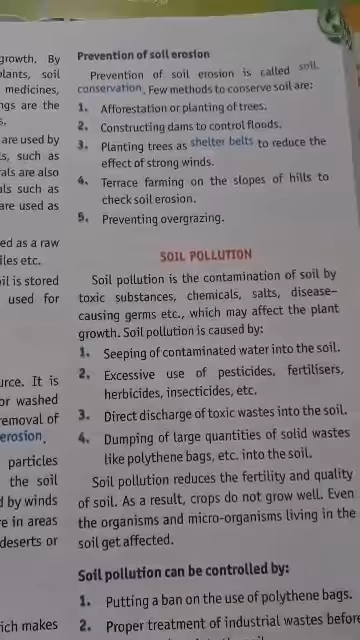 growth. By
plants, soil
medicines,
ngs are the
s.
are used by
s, such as
als are also
als such as
are used as
ed as a raw
iles etc.
il is stored
used for
urce. It is
or washed
removal of
erosion.
particles
the soil
d by winds
re in areas
deserts or
ich makes
Prevention of soil erosion
Prevention of soil erosion is called soil
conservation. Few methods to conserve soil are:
1. Afforestation or planting of trees.
2. Constructing dams to control floods.
3. Planting trees as shelter belts to reduce the
effect of strong winds.
4. Terrace farming on the slopes of hills to
check soil erosion.
5. Preventing overgrazing.
SOIL POLLUTION
Soil pollution is the contamination of soil by
toxic substances, chemicals, salts, disease-
causing germs etc., which may affect the plant
growth. Soil pollution is caused by:
1. Seeping of contaminated water into the soil.
2. Excessive use of pesticides, fertilisers,
herbicides, insecticides, etc.
3. Direct discharge of toxic wastes into the soil.
4. Dumping of large quantities of solid wastes
like polythene bags, etc. into the soil.
Soil pollution reduces the fertility and quality
of soil. As a result, crops do not grow well. Even
the organisms and micro-organisms living in the
soil get affected.
Soil pollution can be controlled by:
1. Putting a ban on the use of polythene bags.
2. Proper treatment of industrial wastes before